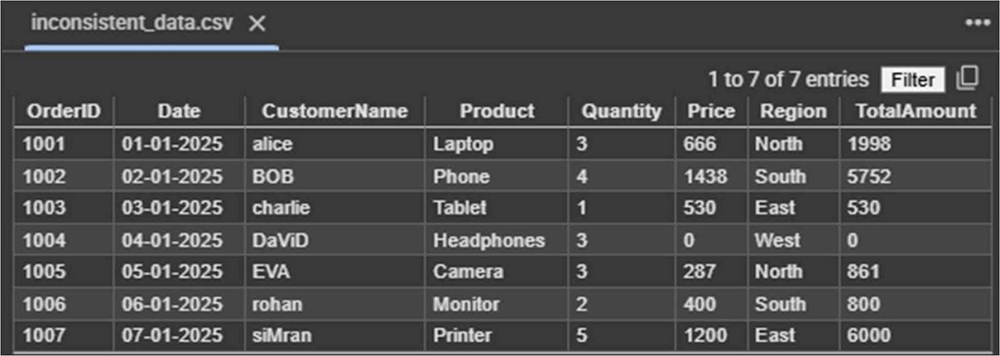 inconsistent_data.csv
1 to 7 of 7 entries Filter
OrderID Date CustomerName Product Quantity Price Region TotalAmount
1001 01-01-2025 alice Laptop 3 666 North 1998
1002 02-01-2025 BOB Phone 4 1438 South 5752
1003 03-01-2025 charlie Tablet 1 530 East 530
1004 04-01-2025 DaViD Headphones 3 0 West 0
1005 05-01-2025 EVA Camera 3 287 North 861
1006 06-01-2025 rohan Monitor 2 400 South 800
1007 07-01-2025 siMran Printer 5 1200 East 6000